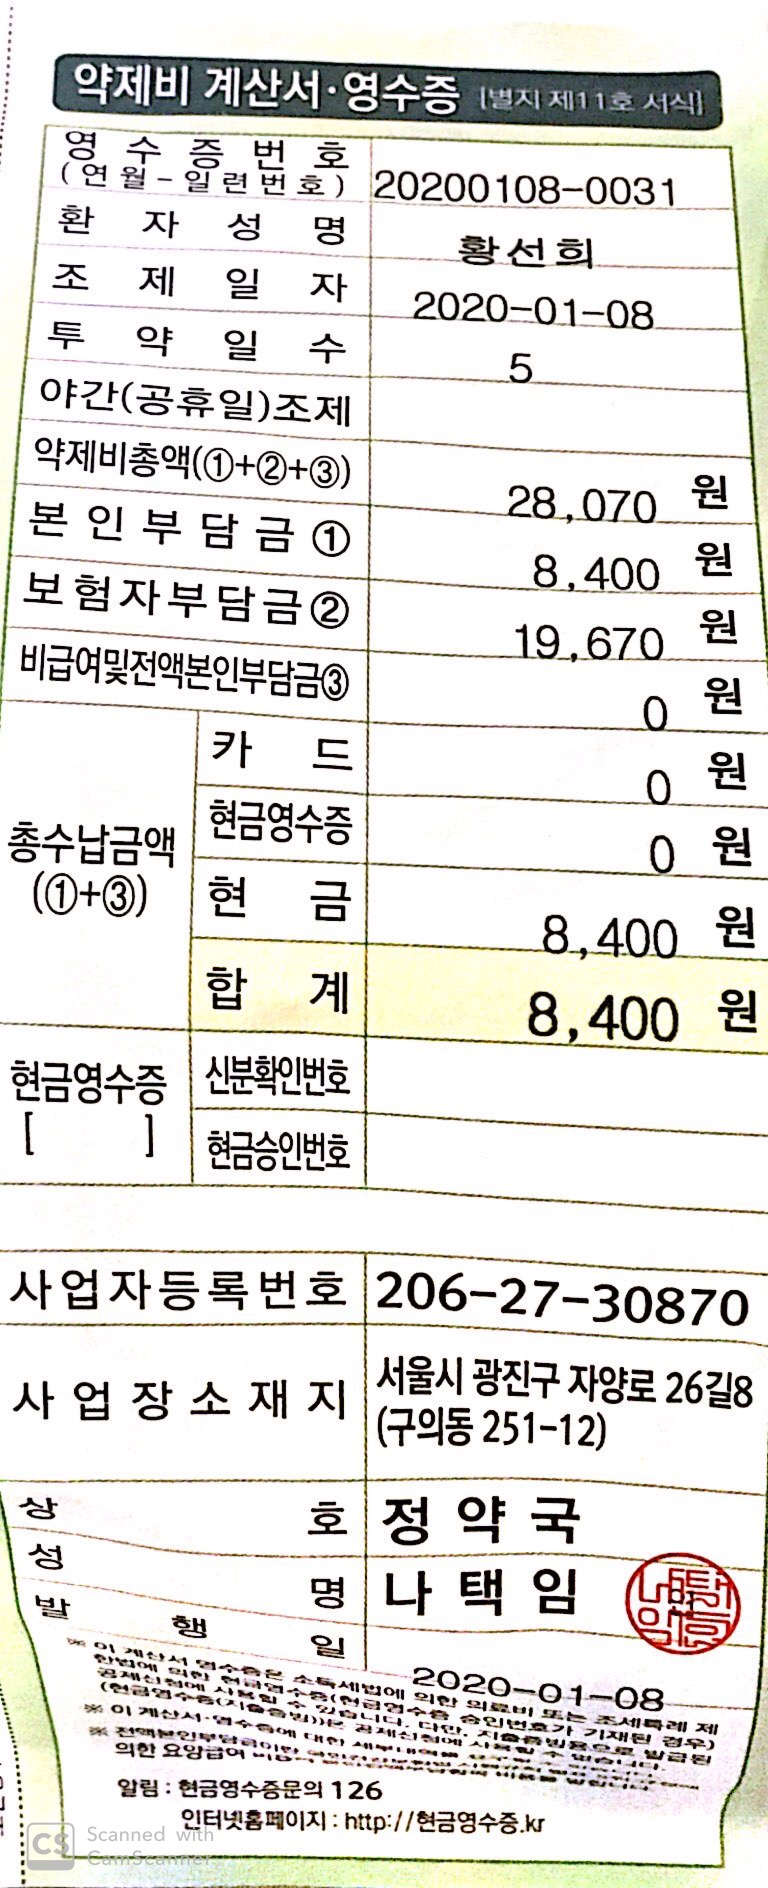 약제비 계산서·영수증 [별지 제11호 서식]
영수증번호
(연월-일련번호) 20200108-0031
환자성명 황선희
조제일자 2020-01-08
투약일수 5
야간(공휴일)조제
약제비총액(①+②+③) 28,070 원
본인부담금① 8,400 원
보험자부담금② 19,670 원
비급여및전액본인부담금③ 0 원
카드 0 원
현금영수증 0 원
총수납금액
(①+③)
현금 8,400 원
합계 8,400 원
현금영수증
[ ]
신분확인번호
현금승인번호
사업자등록번호 206-27-30870
사업장소재지 서울시 광진구 자양로 26길8
(구의동 251-12)
상호 정약국
성명 나택임
발행일 2020-01-08
※ 이 계산서 영수증은 소득세법에 의한 의료비 또는 조세특례 제
한법에 의한 현금영수증(현금영수증 승인번호가 기재된 경우)
공제신청에 사용할 수 있습니다. 다만, 지출증빙용으로 발급된
(현금영수증(지출증빙))는 공제신청에 사용할 수 없습니다.
※ 이 계산서·영수증에 대한 세부내역을
※ 전액본인부담금이란
의한 요양급여
알림 : 현금영수증문의 126
인터넷홈페이지 : http://현금영수증.kr
CS Scanned with
CamScanner